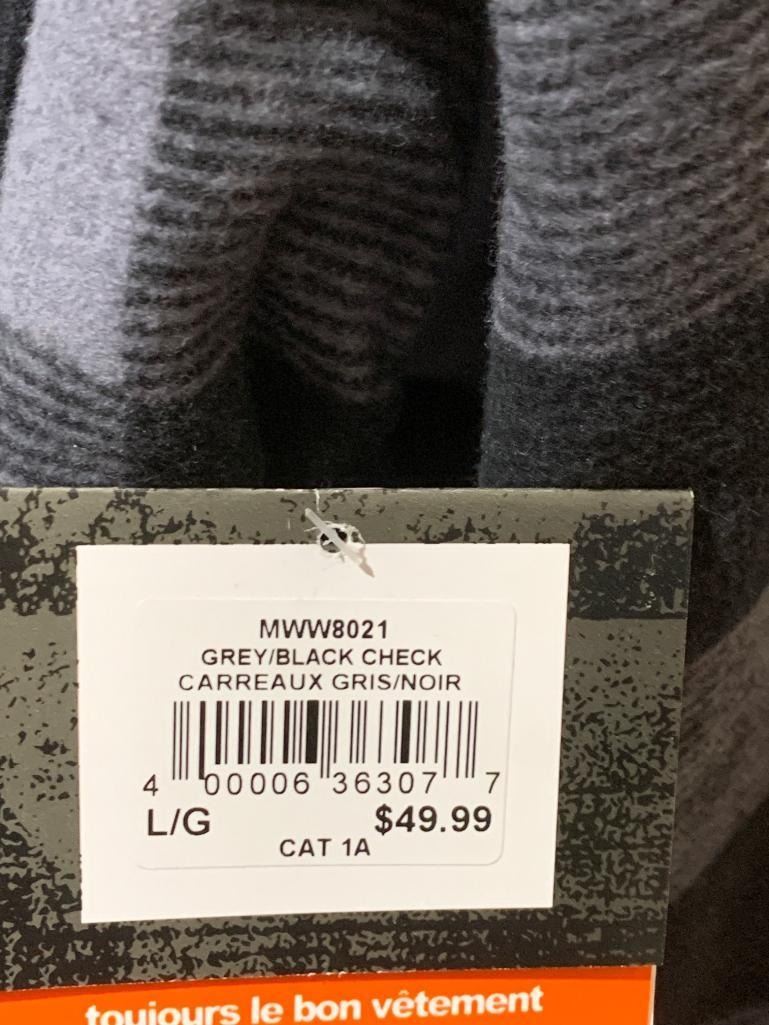 MWW8021
GREY/BLACK CHECK
CARREAUX GRIS/NOIR
4 00006 36307 7
L/G $49.99
CAT 1A
toujours le bon vêtement